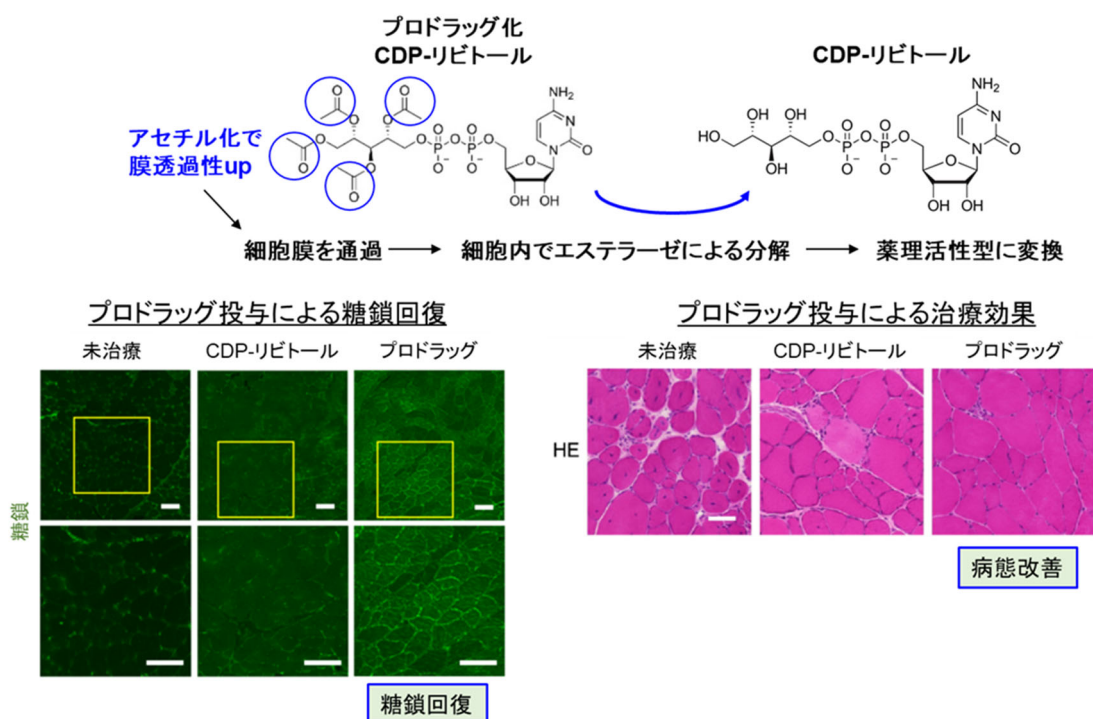 プロドラッグ化
CDP-リビトール
CDP-リビトール
アセチル化で
膜透過性up
O
O
O
O
O
O
O
O
O
O
O
P
O
P
O
O⁻
O⁻
O
NH₂
N
N
O
OH
OH
HO
OH
OH
OH
O
O
P
O
P
O
O
O⁻
O⁻
O
NH₂
N
N
O
OH
OH
細胞膜を通過
細胞内でエステラーゼによる分解
薬理活性型に変換
プロドラッグ投与による糖鎖回復
未治療
CDP-リビトール
プロドラッグ
糖鎖
糖鎖回復
プロドラッグ投与による治療効果
未治療
CDP-リビトール
プロドラッグ
HE
病態改善